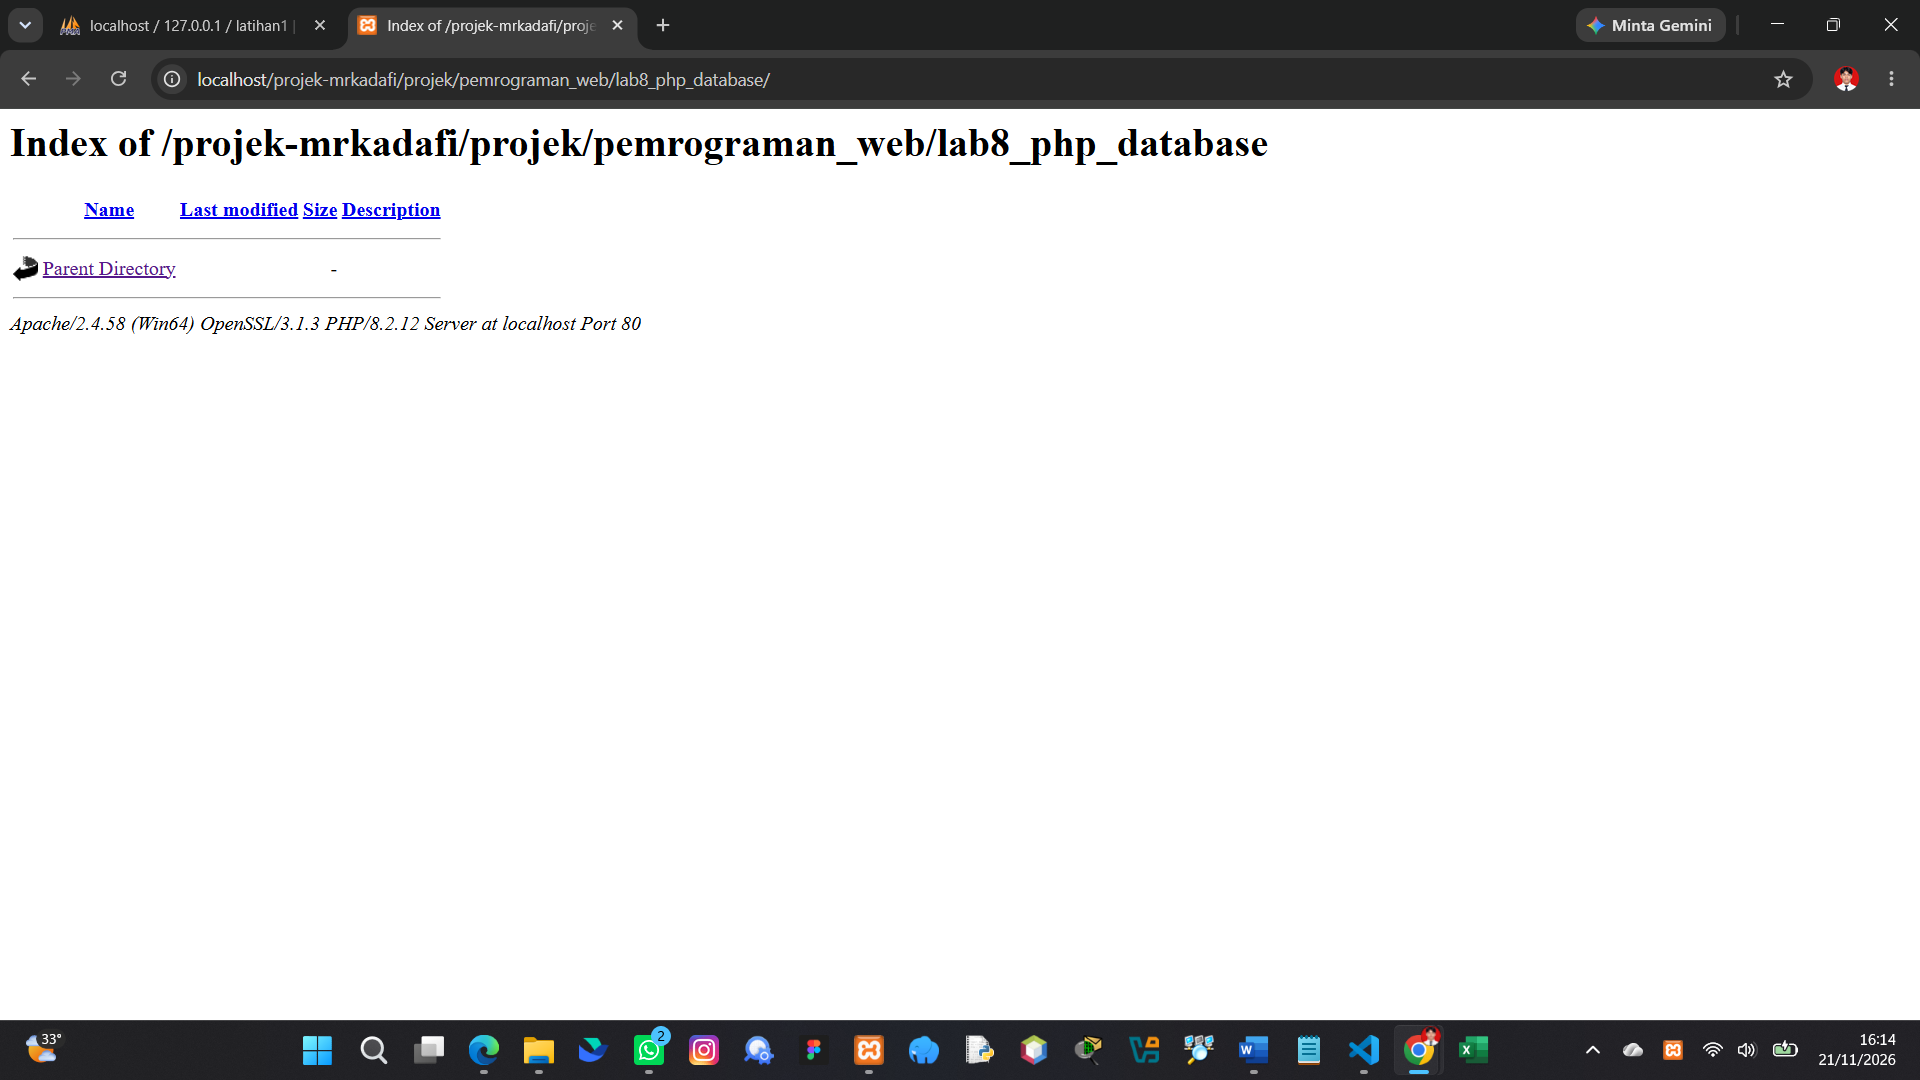 localhost / 127.0.0.1 / latihan1 |
Index of /projek-mrkadafi/proje
Minta Gemini
localhost/projek-mrkadafi/projek/pemrograman_web/lab8_php_database/
Index of /projek-mrkadafi/projek/pemrograman_web/lab8_php_database
Name Last modified Size Description
Parent Directory -
Apache/2.4.58 (Win64) OpenSSL/3.1.3 PHP/8.2.12 Server at localhost Port 80
33°
2
16:14
21/11/2026